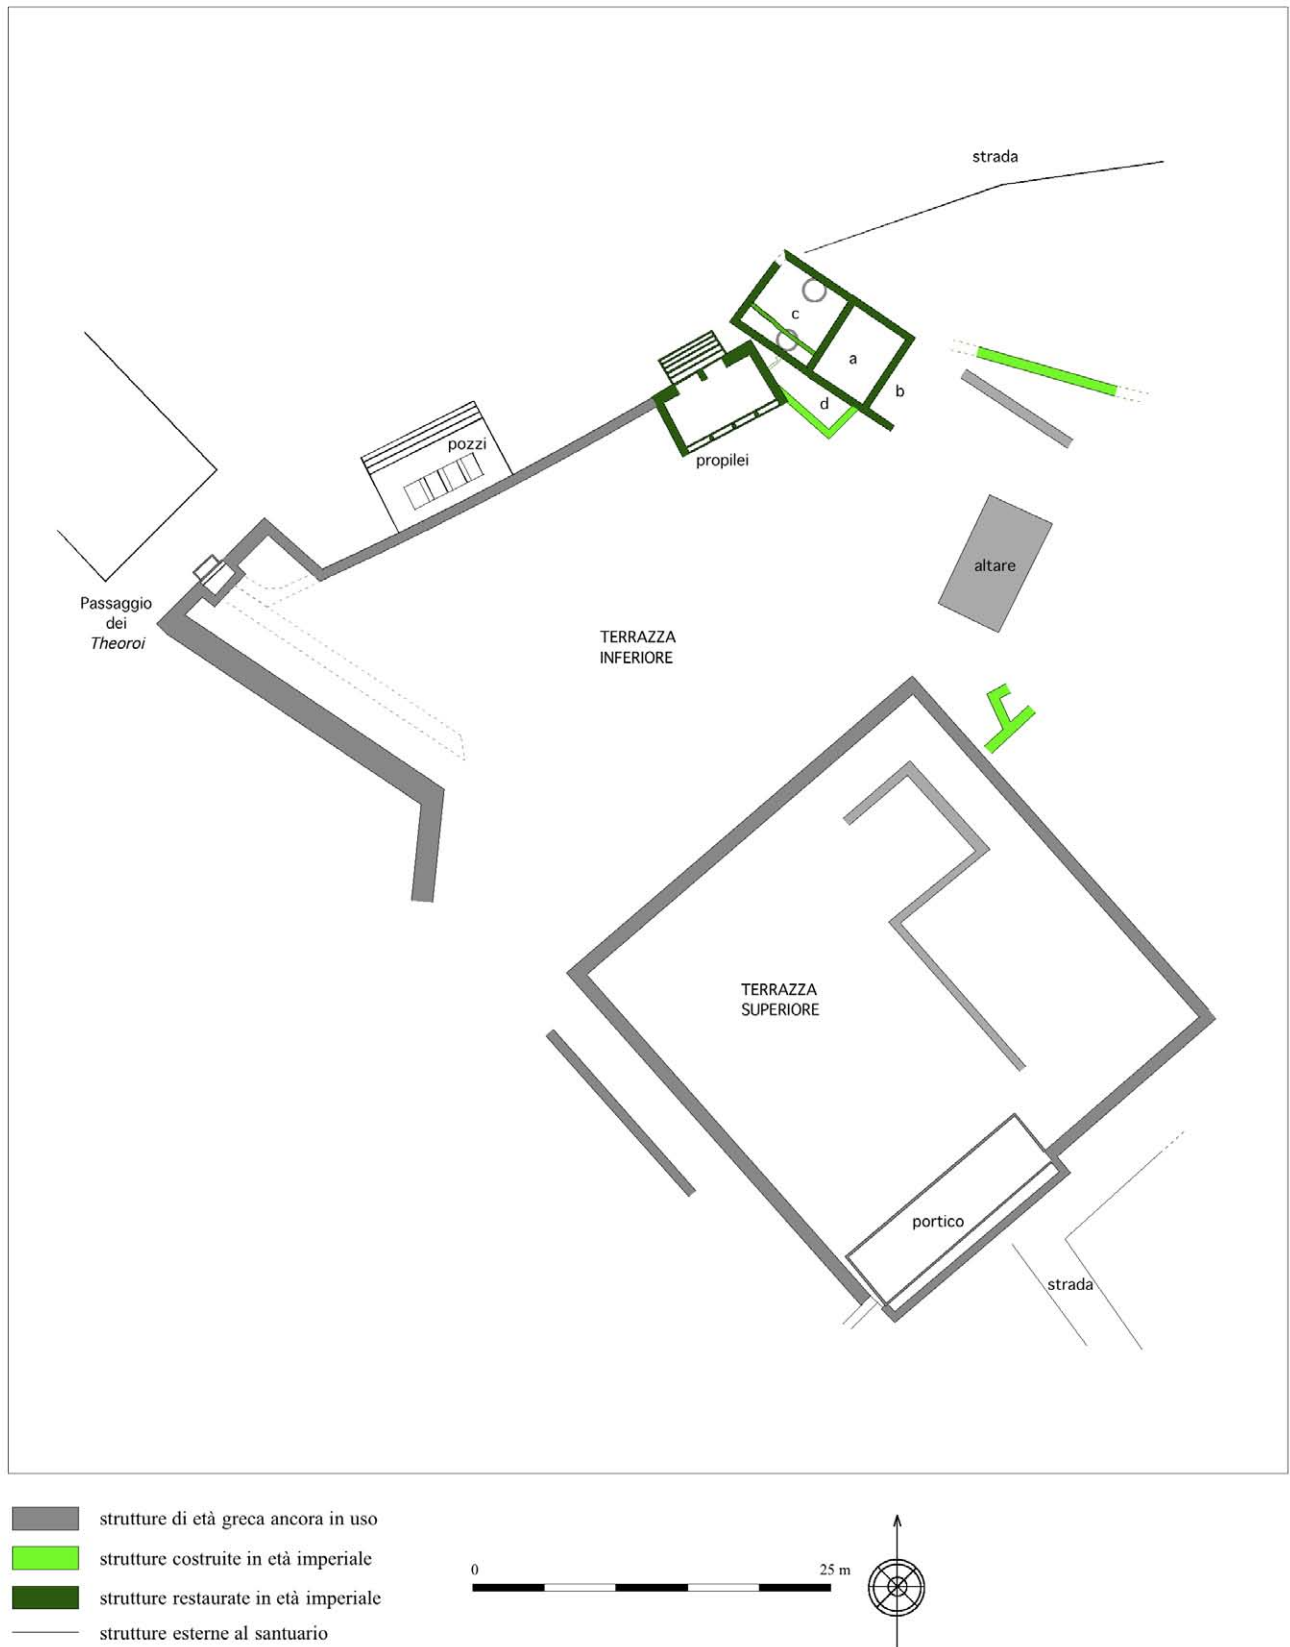 strada
c
a
b
d
pozzi
propilei
altare
Passaggio
dei
Theoroi
TERRAZZA
INFERIORE
TERRAZZA
SUPERIORE
portico
strada
strutture di età greca ancora in uso
strutture costruite in età imperiale
strutture restaurate in età imperiale
strutture esterne al santuario
0 25 m